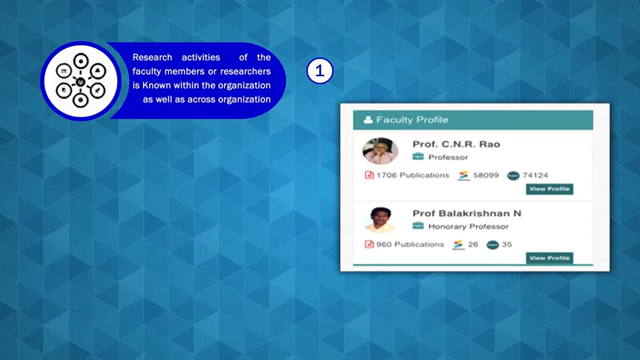 Research activities of the
faculty members or researchers
is Known within the organization
as well as across organization
1
Faculty Profile
Prof. C.N.R. Rao
Professor
1706 Publications 58099 74124
View Profile
Prof Balakrishnan N
Honorary Professor
960 Publications 26 35
View Profile